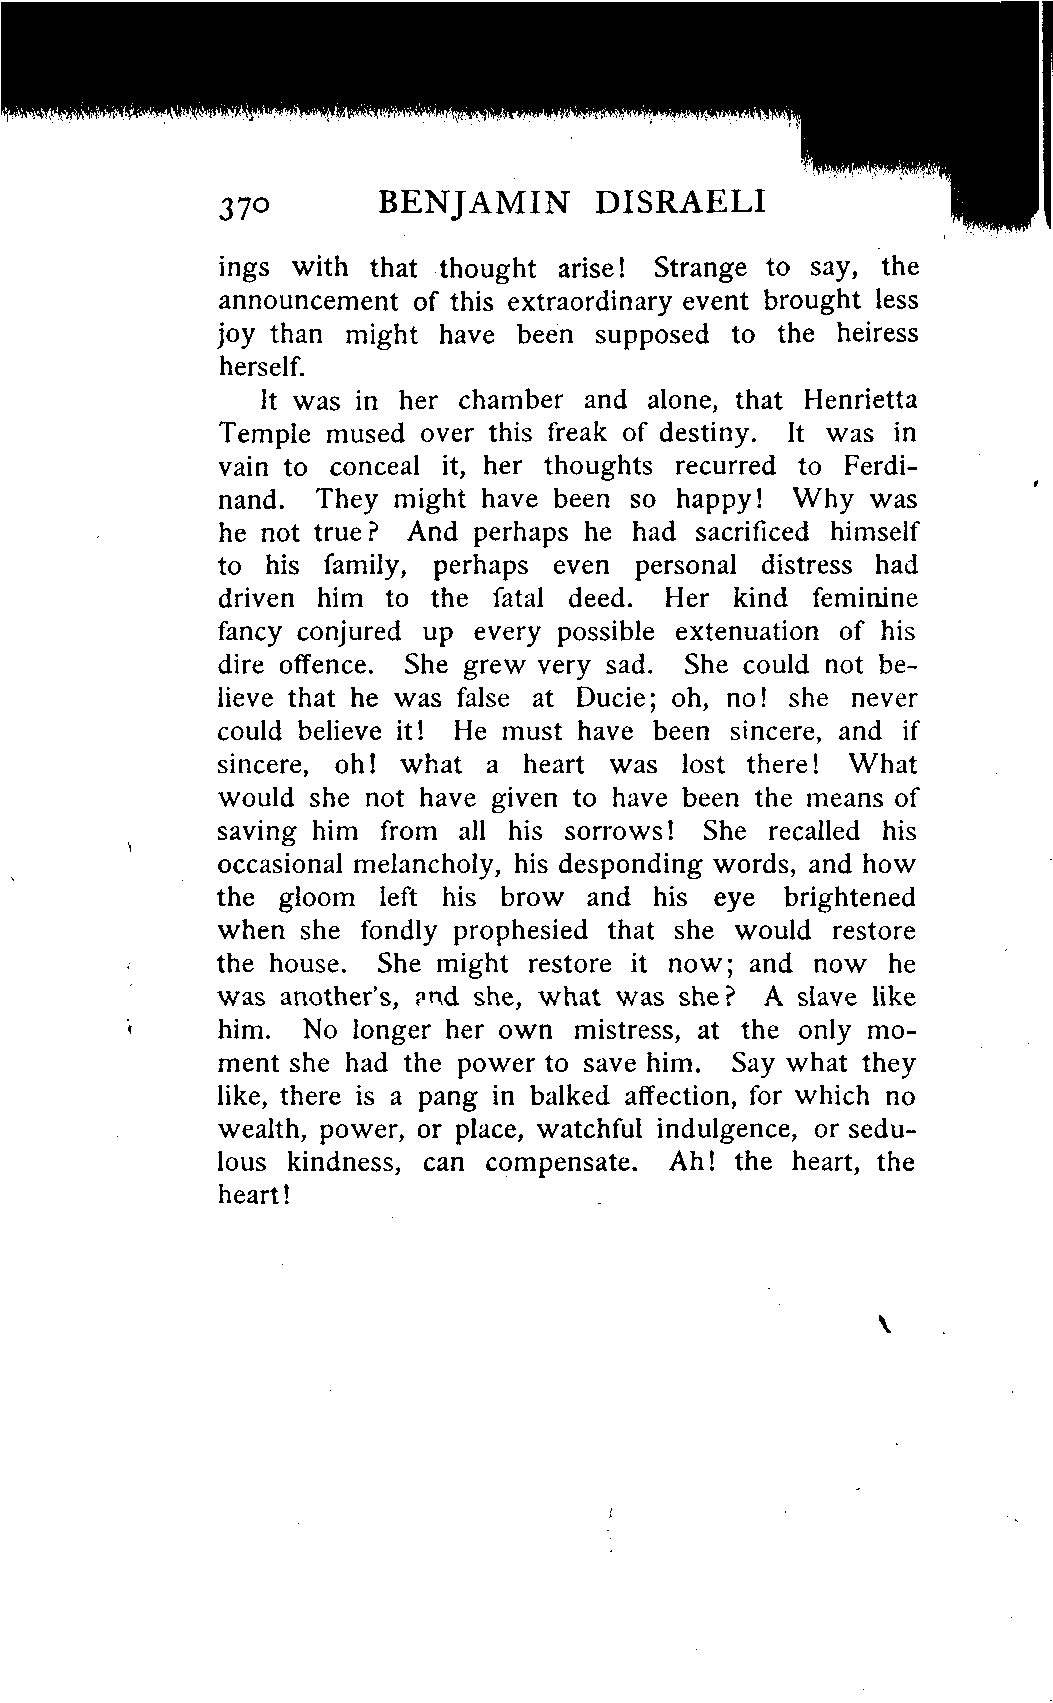 370 BENJAMIN DISRAELI
ings with that thought arise! Strange to say, the
announcement of this extraordinary event brought less
joy than might have been supposed to the heiress
herself.
It was in her chamber and alone, that Henrietta
Temple mused over this freak of destiny. It was in
vain to conceal it, her thoughts recurred to Ferdi-
nand. They might have been so happy! Why was
he not true? And perhaps he had sacrificed himself
to his family, perhaps even personal distress had
driven him to the fatal deed. Her kind feminine
fancy conjured up every possible extenuation of his
dire offence. She grew very sad. She could not be-
lieve that he was false at Ducie; oh, no! she never
could believe it! He must have been sincere, and if
sincere, oh! what a heart was lost there! What
would she not have given to have been the means of
saving him from all his sorrows! She recalled his
occasional melancholy, his desponding words, and how
the gloom left his brow and his eye brightened
when she fondly prophesied that she would restore
the house. She might restore it now; and now he
was another's, and she, what was she? A slave like
him. No longer her own mistress, at the only mo-
ment she had the power to save him. Say what they
like, there is a pang in balked affection, for which no
wealth, power, or place, watchful indulgence, or sedu-
lous kindness, can compensate. Ah! the heart, the
heart!